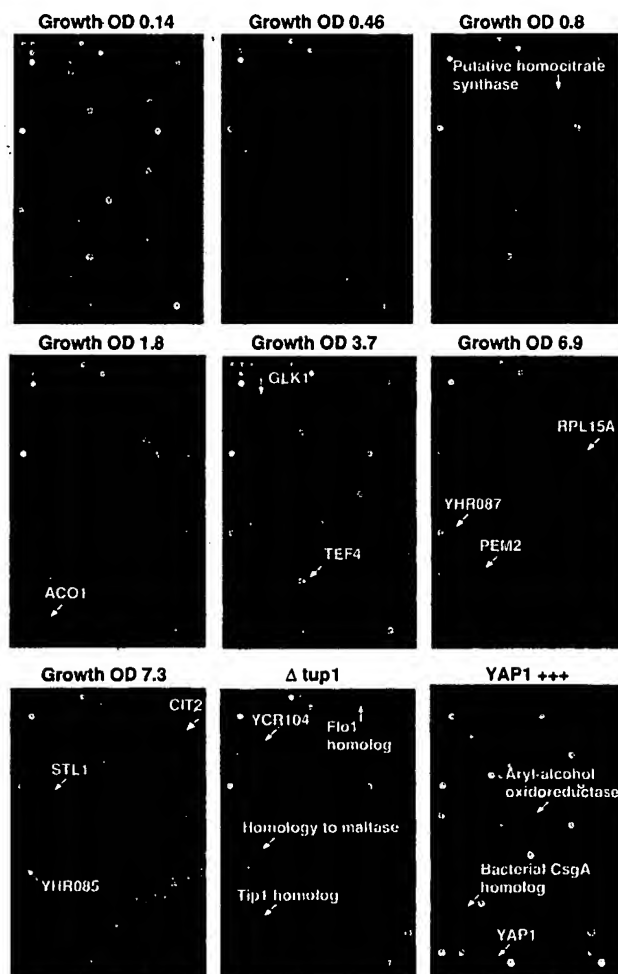 Growth OD 0.14
Growth OD 0.46
Growth OD 0.8
Putative homocitrate
synthase
Growth OD 1.8
Growth OD 3.7
Growth OD 6.9
ACO1
GLK1
TEF4
RPL15A
YHR087
PEM2
Growth OD 7.3
Δ tup1
YAP1 +++
CIT2
STL1
YHR085
YCR104
Flo1
homolog
Homology to maltase
Tip1 homolog
Aryl-alcohol
oxidoreductase
Bacterial CsgA
homolog
YAP1